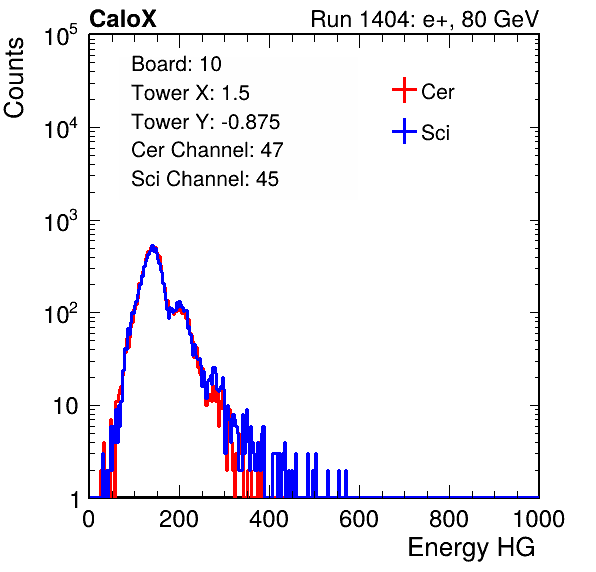 CaloX Run 1404: e+, 80 GeV
Counts
Board: 10
Tower X: 1.5
Tower Y: -0.875
Cer Channel: 47
Sci Channel: 45
Cer
Sci
10^5
10^4
10^3
10^2
10
1
0 200 400 600 800 1000
Energy HG